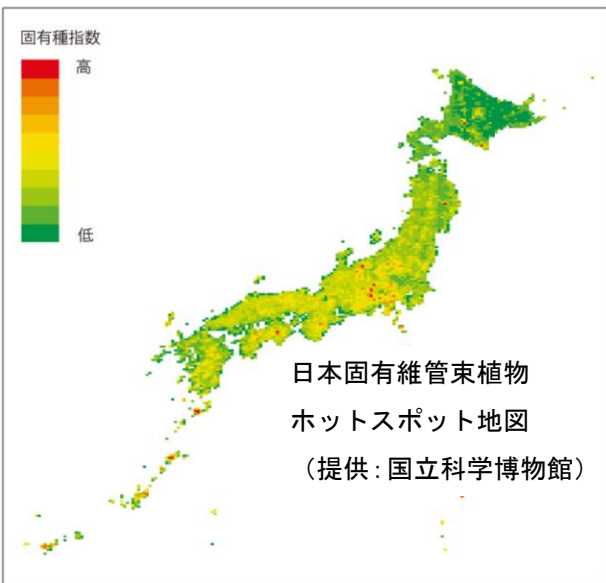 固有種指数
高
低
日本固有維管束植物
ホットスポット地図
（提供：国立科学博物館）